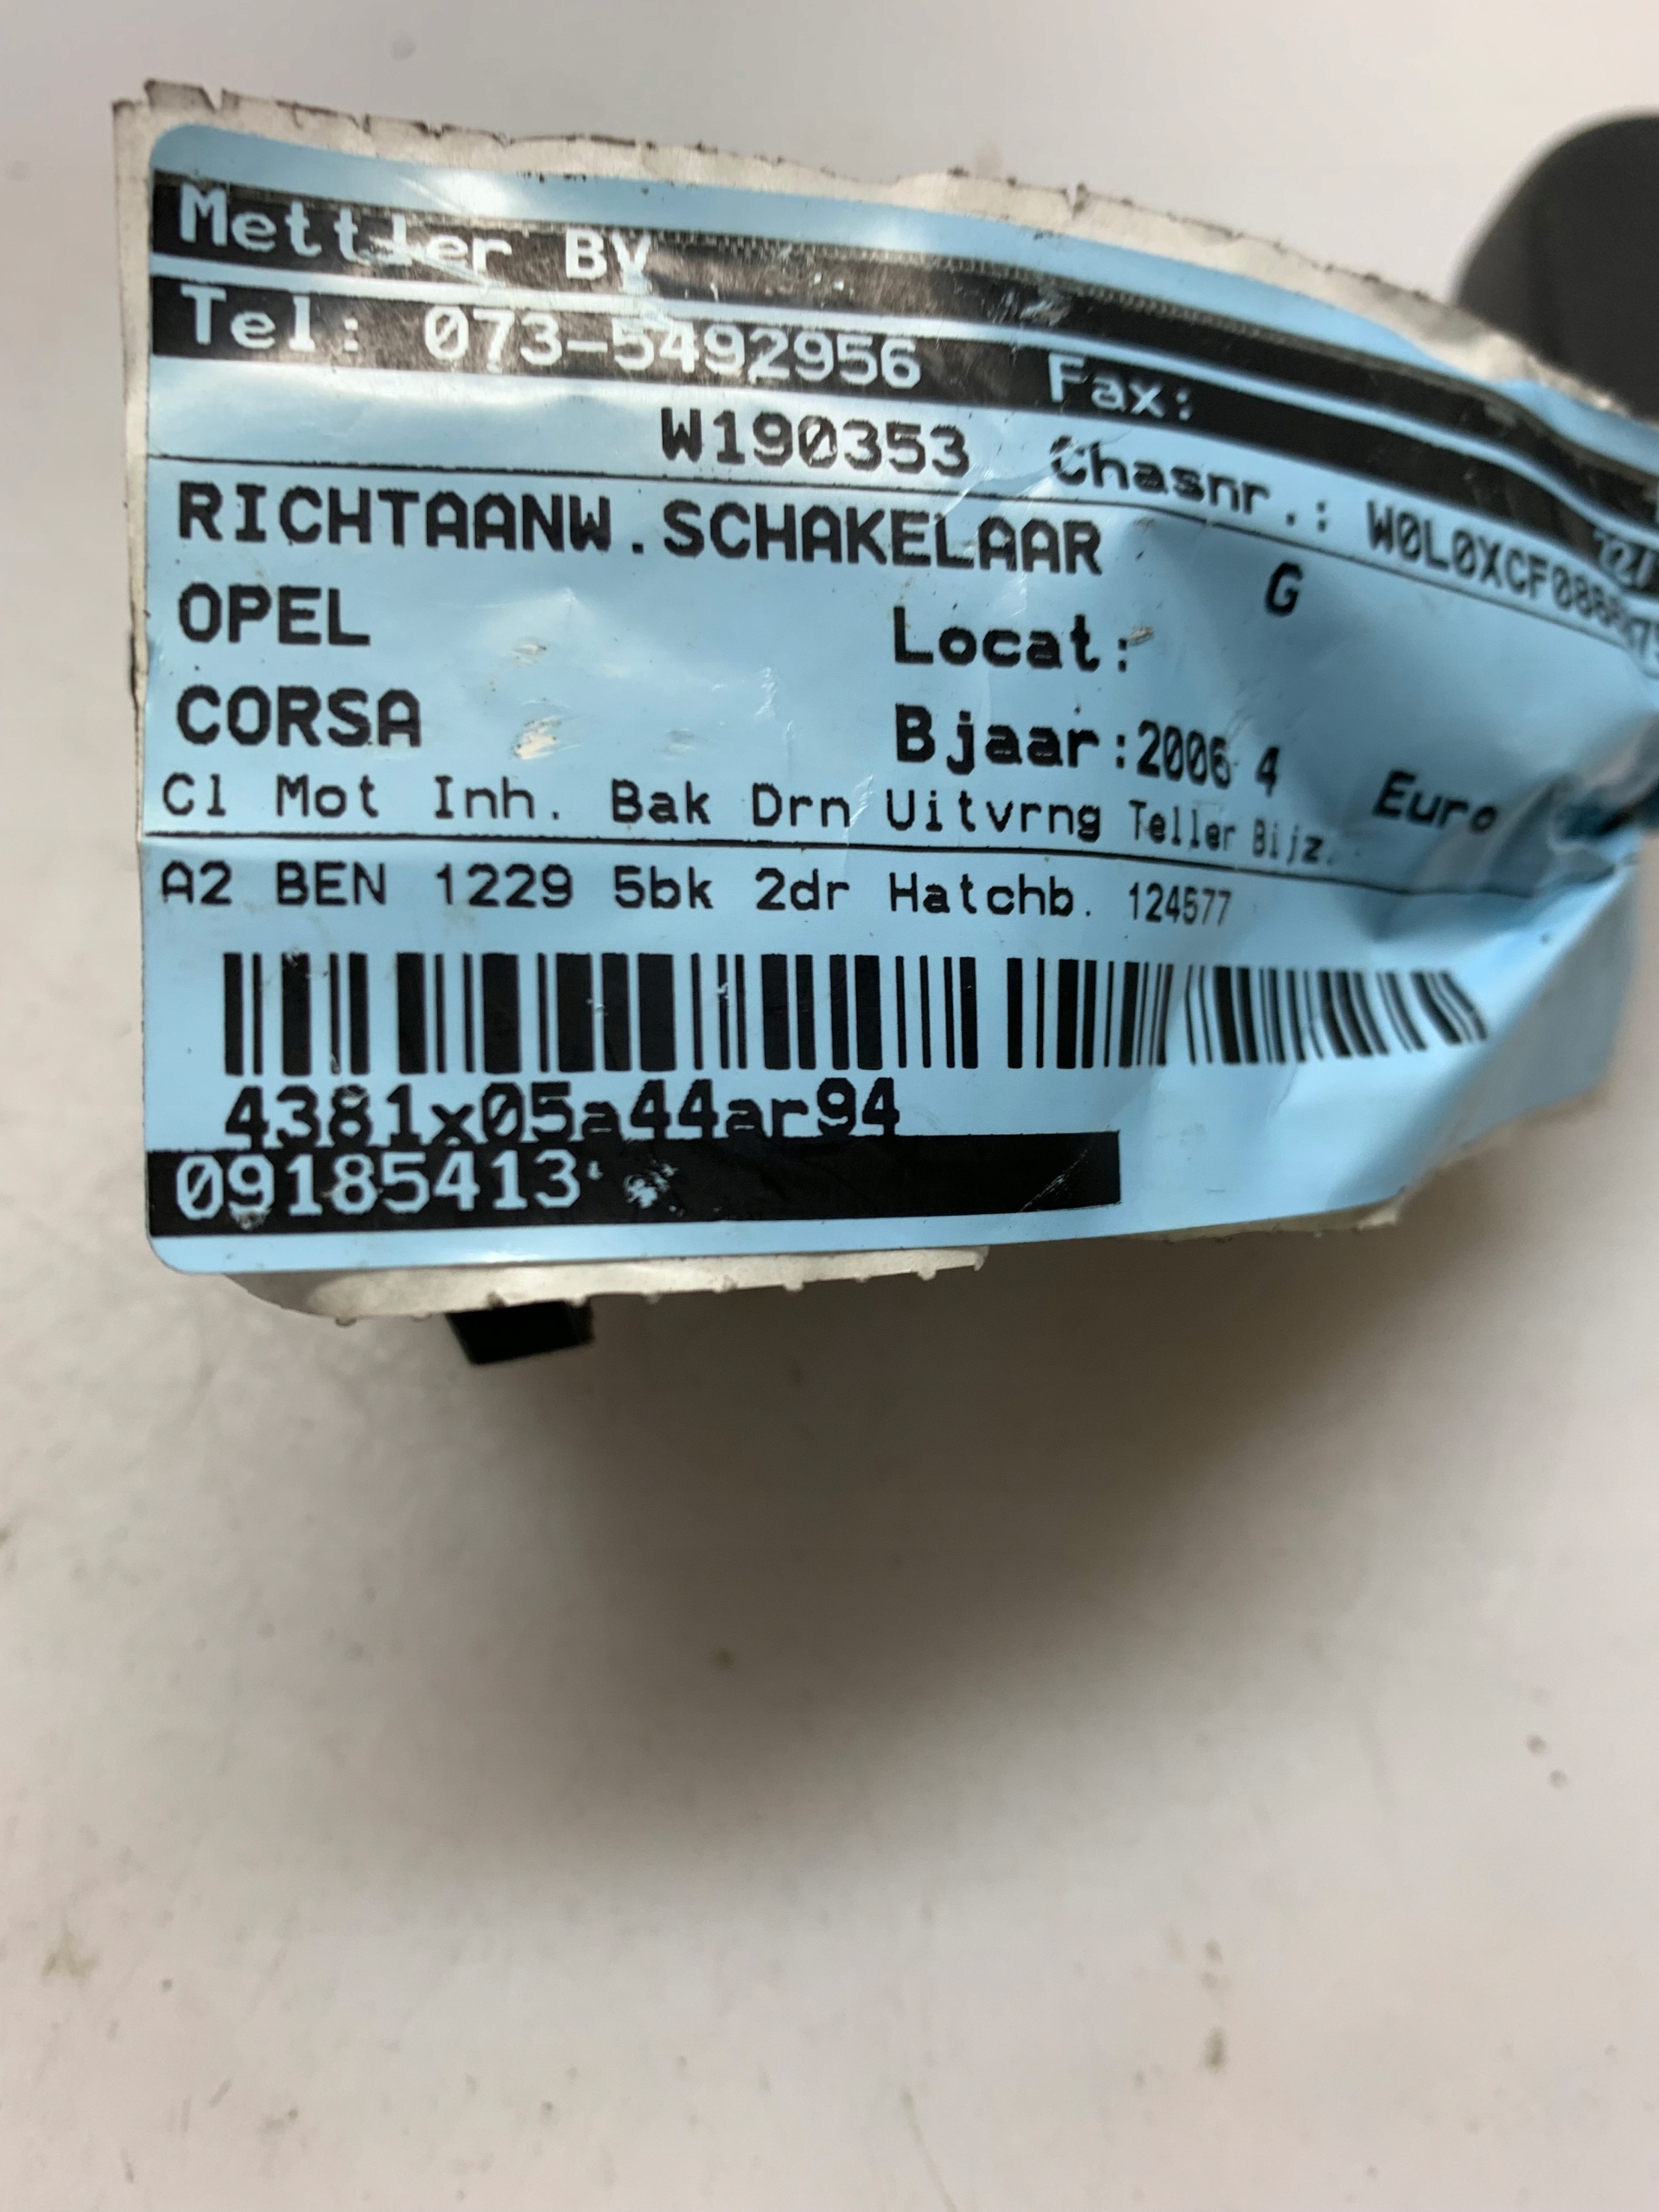 Mettler BV
Tel: 073-5492956 Fax:
W190353 Chasnr.:
RICHTAANW.SCHAKELAAR G
OPEL Locat:
CORSA Bjaar:2006 4 Euro
Cl Mot Inh. Bak Drn Uitvrng Teller Bijz.
A2 BEN 1229 5bk 2dr Hatchb. 124577
4381x05a44ar94
09185413